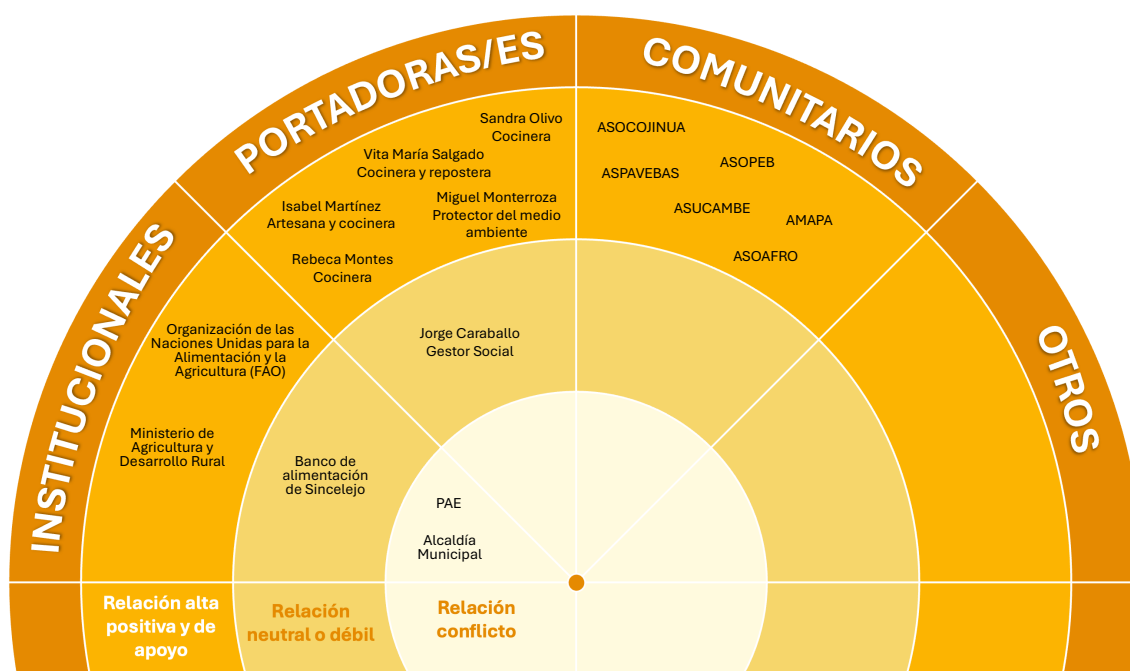 PORTADORAS/ES
COMUNITARIOS
INSTITUCIONALES
OTROS
Sandra Olivo
Cocinera
Vita María Salgado
Cocinera y repostera
Isabel Martínez
Artesana y cocinera
Miguel Monterroza
Protector del medio
ambiente
Rebeca Montes
Cocinera
Jorge Caraballo
Gestor Social
ASOCOJINUA
ASOPEB
ASPAVEBAS
ASUCAMBE
AMAPA
ASOAFRO
Organización de las
Naciones Unidas para la
Alimentación y la
Agricultura (FAO)
Ministerio de
Agricultura y
Desarrollo Rural
Banco de
alimentación
de Sincelejo
PAE
Alcaldía
Municipal
Relación alta
positiva y de
apoyo
Relación
neutral o débil
Relación
conflicto